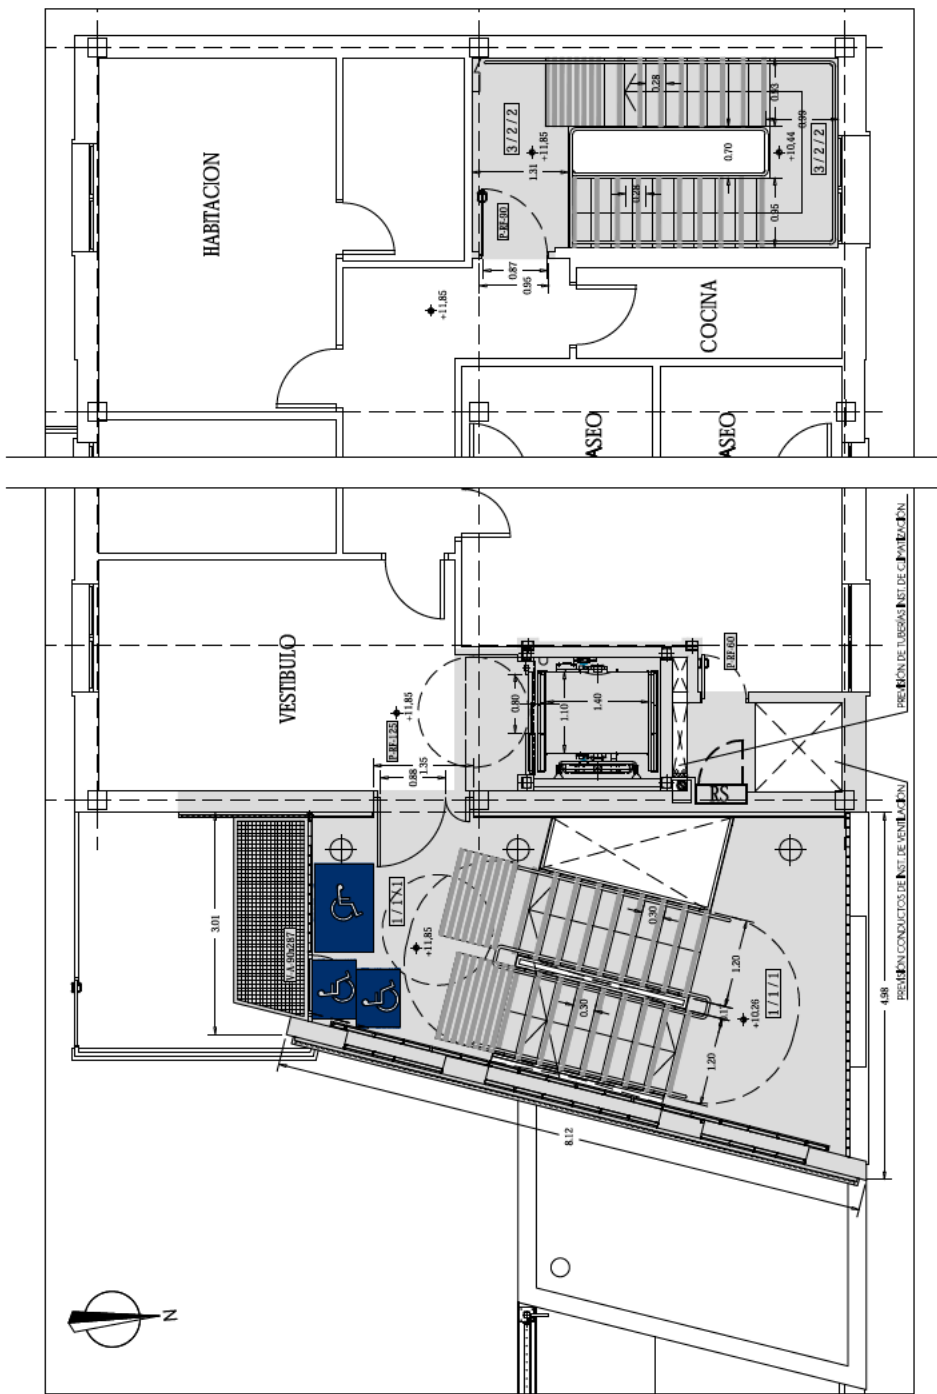 HABITACION
3 / 2 / 2
+11,85
1.31
0.28
0.93
0.99
0.70
+10,44
3 / 2 / 2
0.28
0.95
P-RF-90
0.87
0.95
+11,85
COCINA
ASEO
ASEO
VESTIBULO
P-RF-125
+11,85
0.88
1.35
0.80
1.10
1.40
P-RF-60
RS
PREVISIÓN DE TUBERIAS INST. DE CLIMATIZACIÓN
PREVISIÓN CONDUCTOS DE INST. DE VENTILACIÓN
3.01
V-A-90x287
1 / 1 / 1
+11,85
0.30
0.30
1.20
1.20
+10,26
1 / 1 / 1
4.98
8.12
N